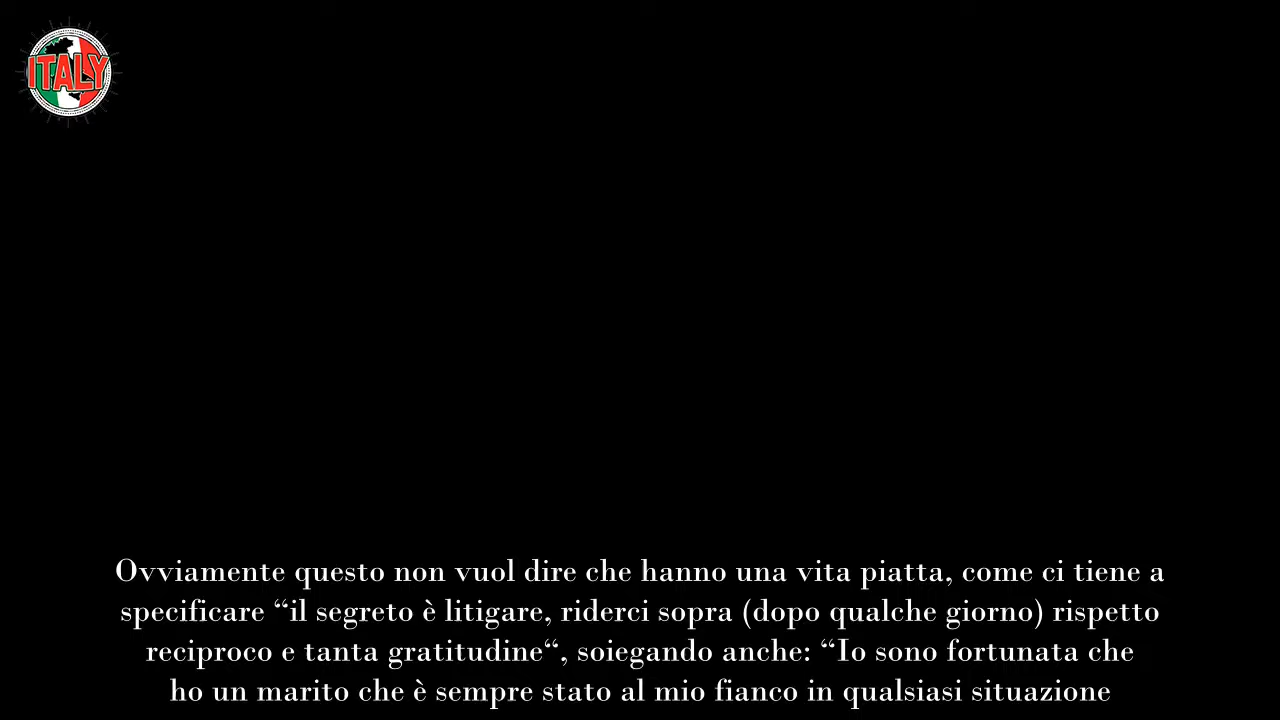 ITALY
Ovviamente questo non vuol dire che hanno una vita piatta, come ci tiene a
specificare “il segreto è litigare, riderci sopra (dopo qualche giorno) rispetto
reciproco e tanta gratitudine“, soiegando anche: “Io sono fortunata che
ho un marito che è sempre stato al mio fianco in qualsiasi situazione